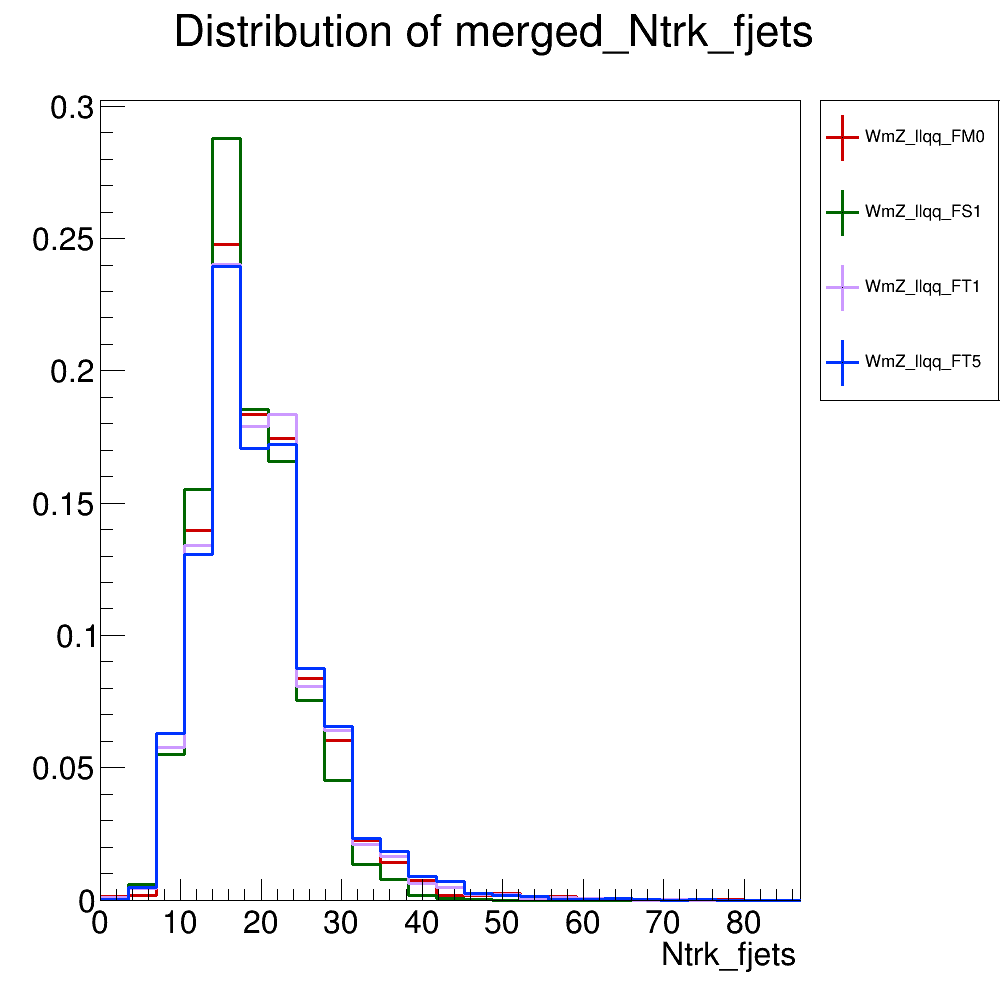 Distribution of merged_Ntrk_fjets
0.3
0.25
0.2
0.15
0.1
0.05
0
0 10 20 30 40 50 60 70 80
Ntrk_fjets
WmZ_llqq_FM0
WmZ_llqq_FS1
WmZ_llqq_FT1
WmZ_llqq_FT5